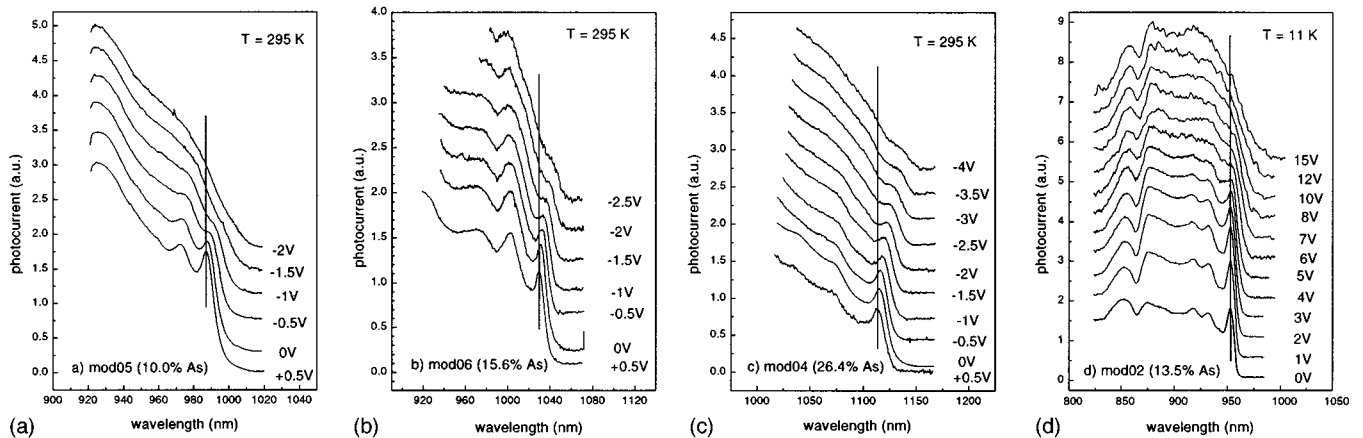 5.0
4.5
4.0
3.5
3.0
2.5
2.0
1.5
1.0
0.5
0.0
photocurrent (a.u.)
T = 295 K
-2V
-1.5V
-1V
-0.5V
0V
+0.5V
a) mod05 (10.0% As)
900 920 940 960 980 1000 1020 1040
wavelength (nm)
(a)
4.0
3.5
3.0
2.5
2.0
1.5
1.0
0.5
0.0
photocurrent (a.u.)
T = 295 K
-2.5V
-2V
-1.5V
-1V
-0.5V
0V
+0.5V
b) mod06 (15.6% As)
920 960 1000 1040 1080
wavelength (nm)
(b)
4.5
4.0
3.5
3.0
2.5
2.0
1.5
1.0
0.5
0.0
photocurrent (a.u.)
T = 295 K
-4V
-3.5V
-3V
-2.5V
-2V
-1.5V
-1V
-0.5V
0V
+0.5V
c) mod04 (26.4% As)
1000 1050 1100 1150 1200
wavelength (nm)
(c)
9
8
7
6
5
4
3
2
1
0
photocurrent (a.u.)
T = 11 K
15V
12V
10V
8V
7V
6V
5V
4V
3V
2V
1V
0V
d) mod02 (13.5% As)
800 850 900 950 1000 1050
wavelength (nm)
(d)